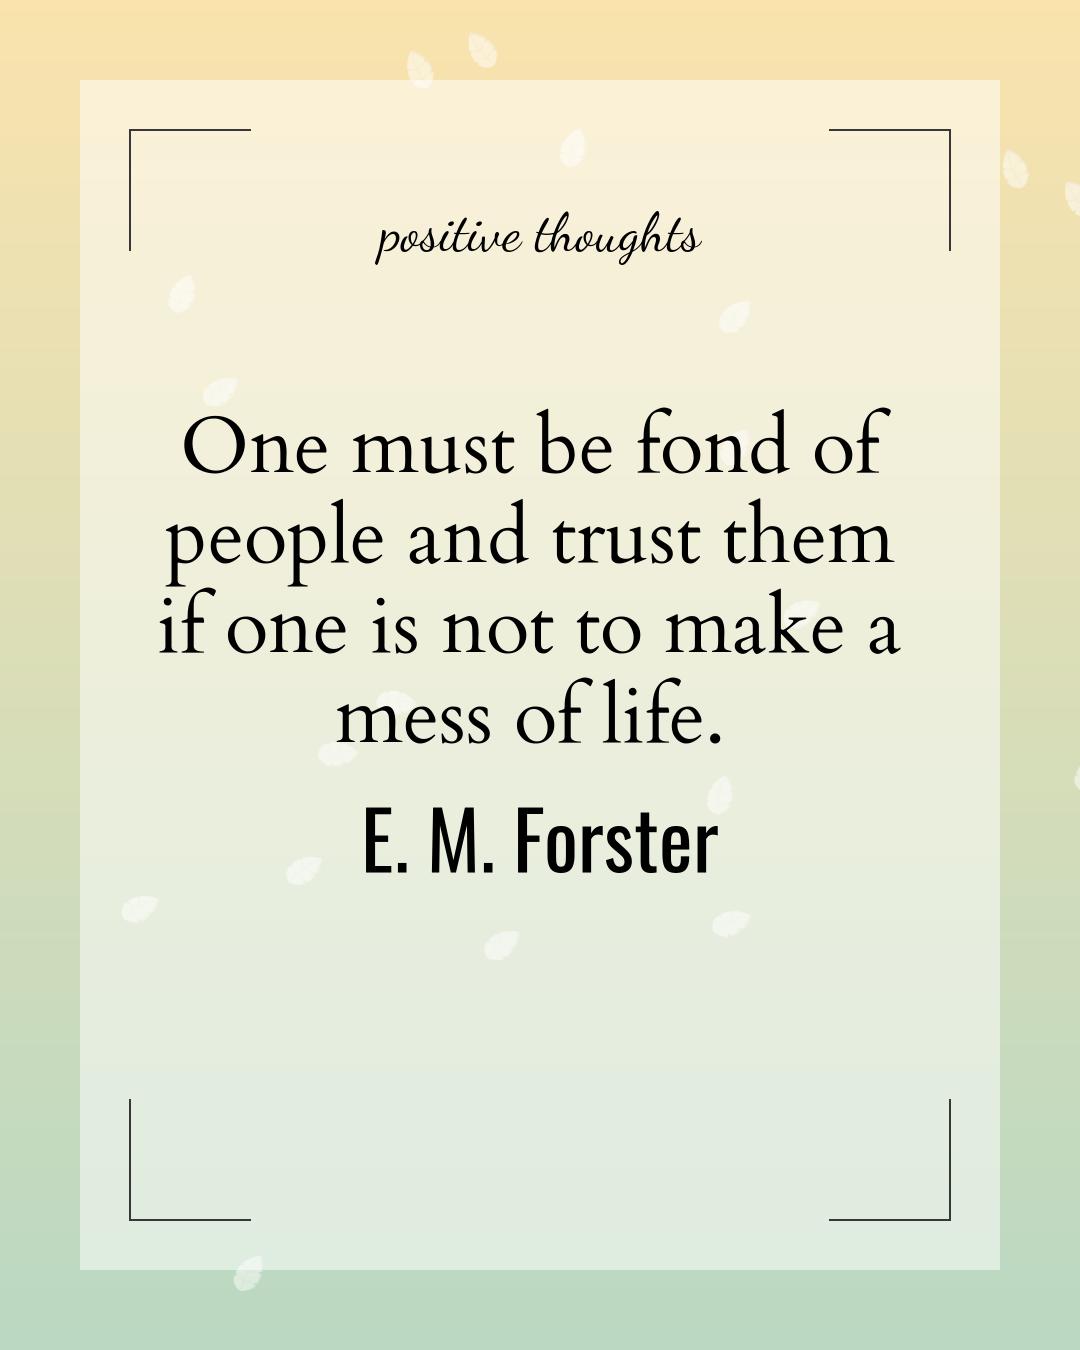 positive thoughts
One must be fond of
people and trust them
if one is not to make a
mess of life.
E. M. Forster